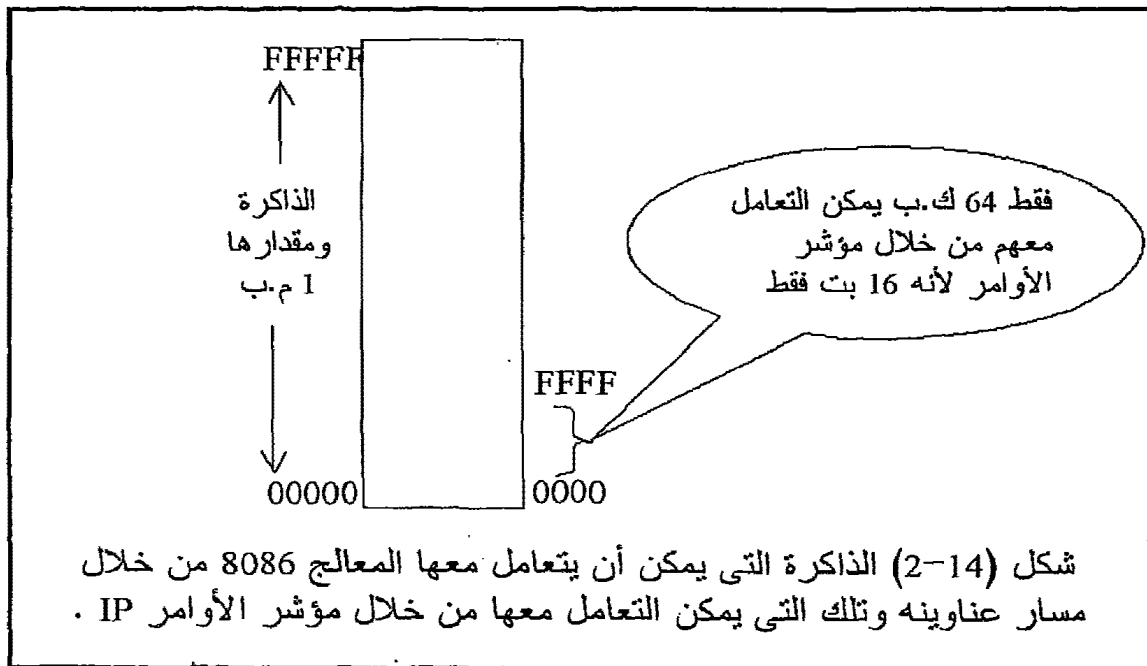 FFFFF
الذاكرة
ومقدارها
1 م.ب
00000
فقط 64 ك.ب يمكن التعامل
معهم من خلال مؤشر
الأوامر لأنه 16 بت فقط
FFFF
0000
شكل (14-2) الذاكرة التى يمكن أن يتعامل معها المعالج 8086 من خلال
مسار عناوينه وتلك التى يمكن التعامل معها من خلال مؤشر الأوامر IP .